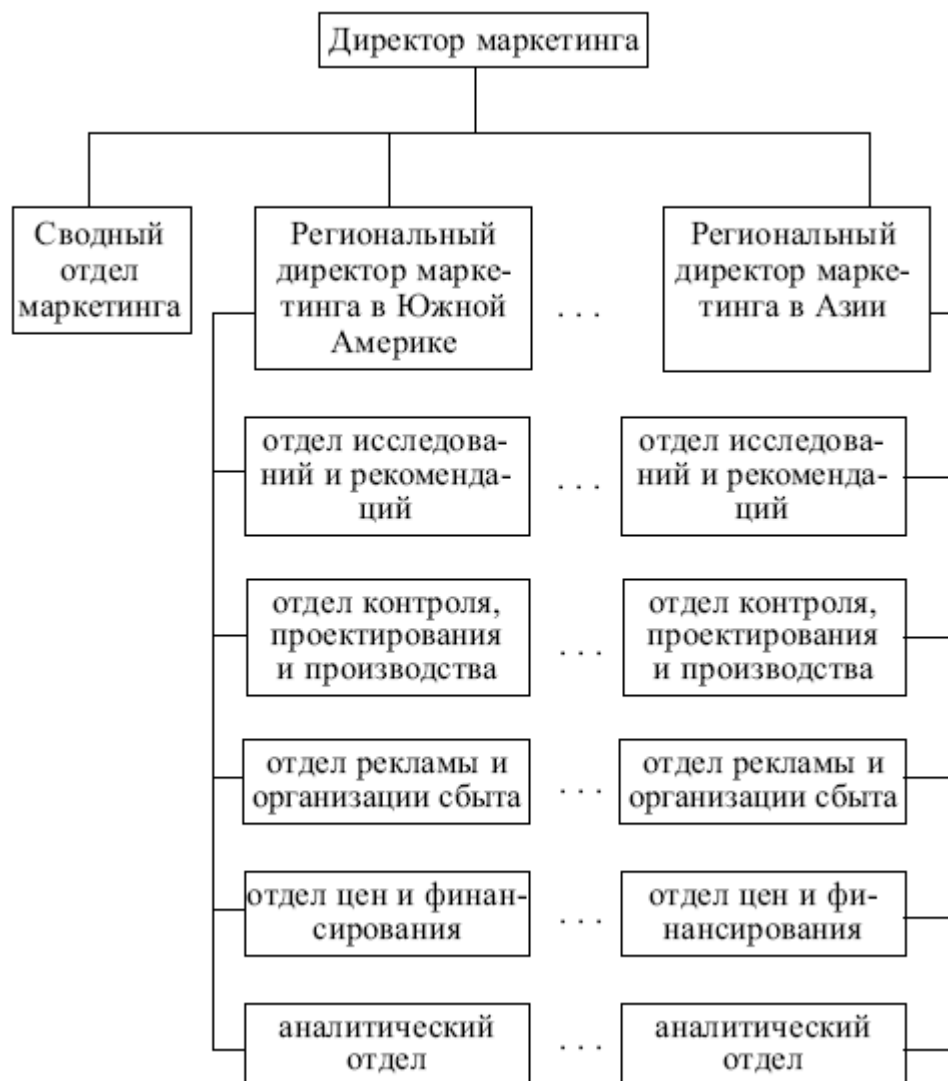 Директор маркетинга
Сводный
отдел
маркетинга
Региональный
директор марке-
тинга в Южной
Америке
. . .
Региональный
директор марке-
тинга в Азии
отдел исследова-
ний и рекоменда-
ций
. . .
отдел исследова-
ний и рекоменда-
ций
отдел контроля,
проектирования
и производства
. . .
отдел контроля,
проектирования
и производства
отдел рекламы и
организации сбыта
. . .
отдел рекламы и
организации сбыта
отдел цен и финан-
сирования
. . .
отдел цен и фи-
нансирования
аналитический
отдел
. . .
аналитический
отдел